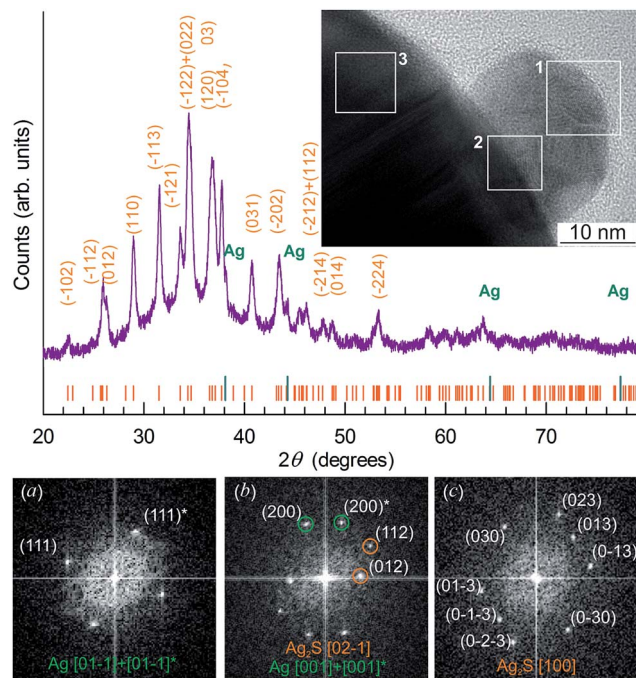 Counts (arb. units)
(-102)
(-112)
(012)
(110)
(-113)
(-121)
(-122)+(022)
(120)
03)
(-104,
(031)
(-202)
(-212)+(112)
(-214)
(014)
(-224)
Ag
Ag
Ag
Ag
1
2
3
10 nm
20 30 40 50 60 70
2θ (degrees)
(a)
(111)
(111)*
Ag [01-1]+[01-1]*
(b)
(200)
(200)*
(112)
(012)
Ag₂S [02-1]
Ag [001]+[001]*
(c)
(023)
(013)
(030)
(0-13)
(01-3)
(0-1-3)
(0-2-3)
(0-30)
Ag₂S [100]